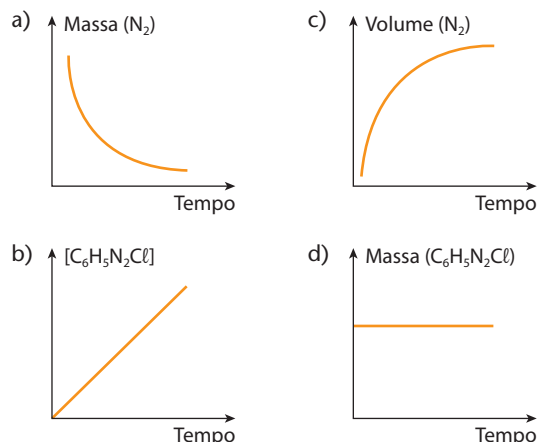 a) Massa (N₂)
Tempo
c) Volume (N₂)
Tempo
b) [C₆H₅N₂Cℓ]
Tempo
d) Massa (C₆H₅N₂Cℓ)
Tempo